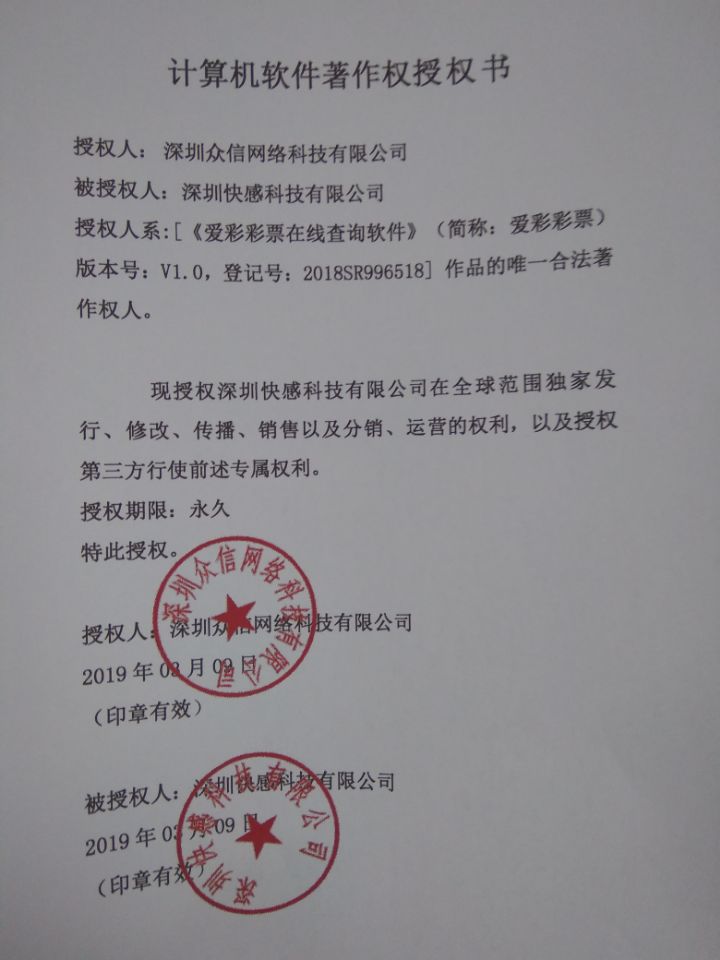 计算机软件著作权授权书
授权人：深圳众信网络科技有限公司
被授权人：深圳快感科技有限公司
授权人系:[《爱彩彩票在线查询软件》（简称：爱彩彩票）
版本号：V1.0，登记号：2018SR996518] 作品的唯一合法著
作权人。
现授权深圳快感科技有限公司在全球范围独家发
行、修改、传播、销售以及分销、运营的权利，以及授权
第三方行使前述专属权利。
授权期限：永久
特此授权。
深圳众信网络科技有限公司
授权人：深圳众信网络科技有限公司
2019 年 03 月 09 日
（印章有效）
深圳快感科技有限公司
被授权人：深圳快感科技有限公司
2019 年 03 月 09 日
（印章有效）